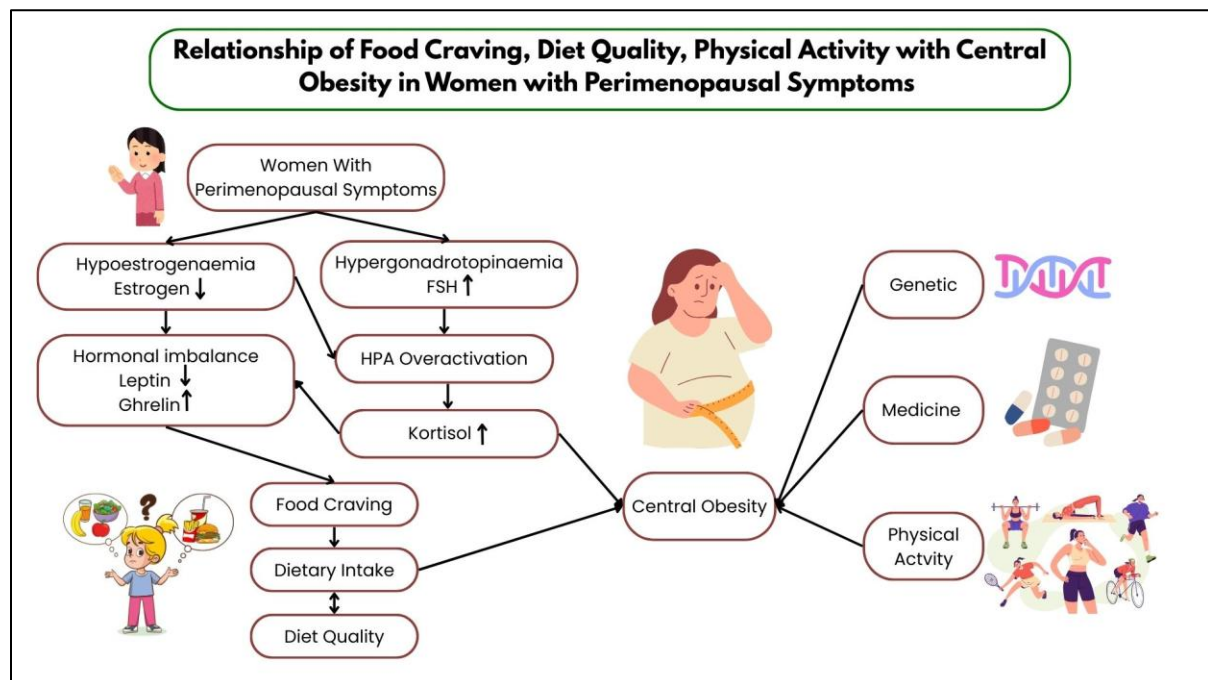 Relationship of Food Craving, Diet Quality, Physical Activity with Central
Obesity in Women with Perimenopausal Symptoms
Women With
Perimenopausal Symptoms
Hypoestrogenaemia
Estrogen ↓
Hypergonadrotopinaemia
FSH ↑
Hormonal imbalance
Leptin ↓
Ghrelin ↑
HPA Overactivation
Kortisol ↑
Food Craving
Dietary Intake
Diet Quality
?
Central Obesity
Genetic
Medicine
Physical
Actvity